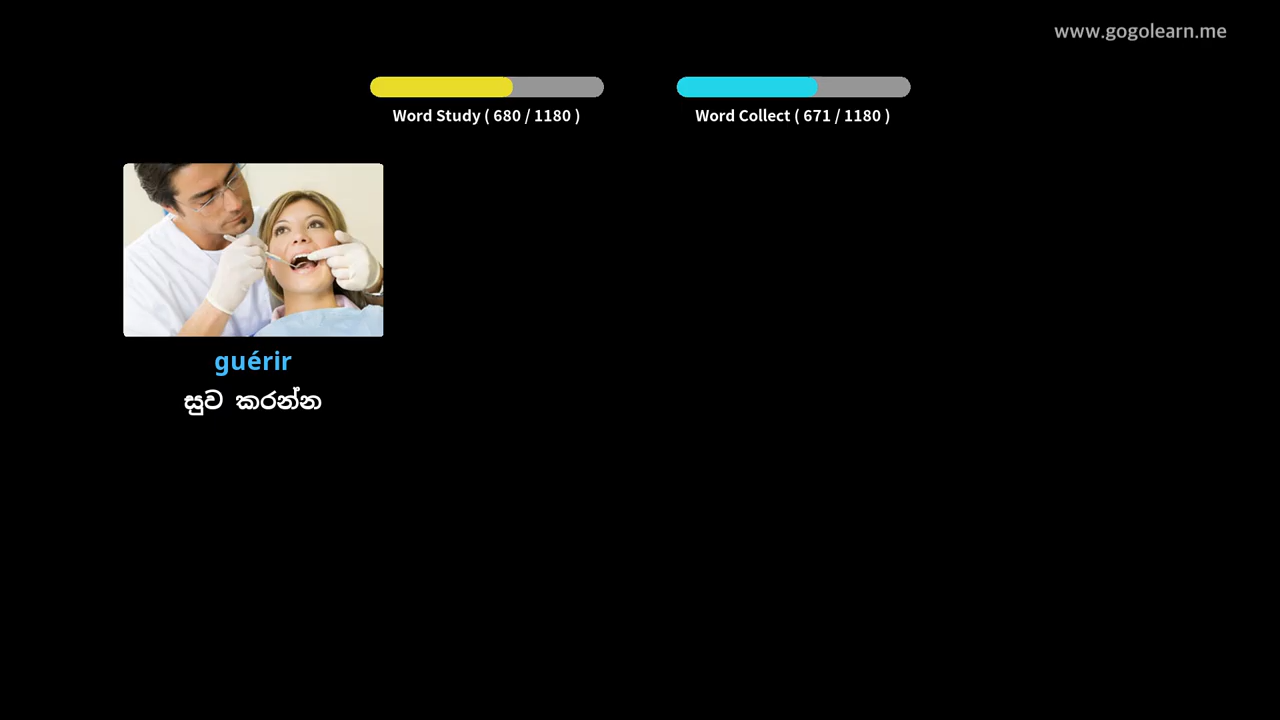 www.gogolearn.me
Word Study ( 680 / 1180 )
Word Collect ( 671 / 1180 )
guérir
සුව කරන්න